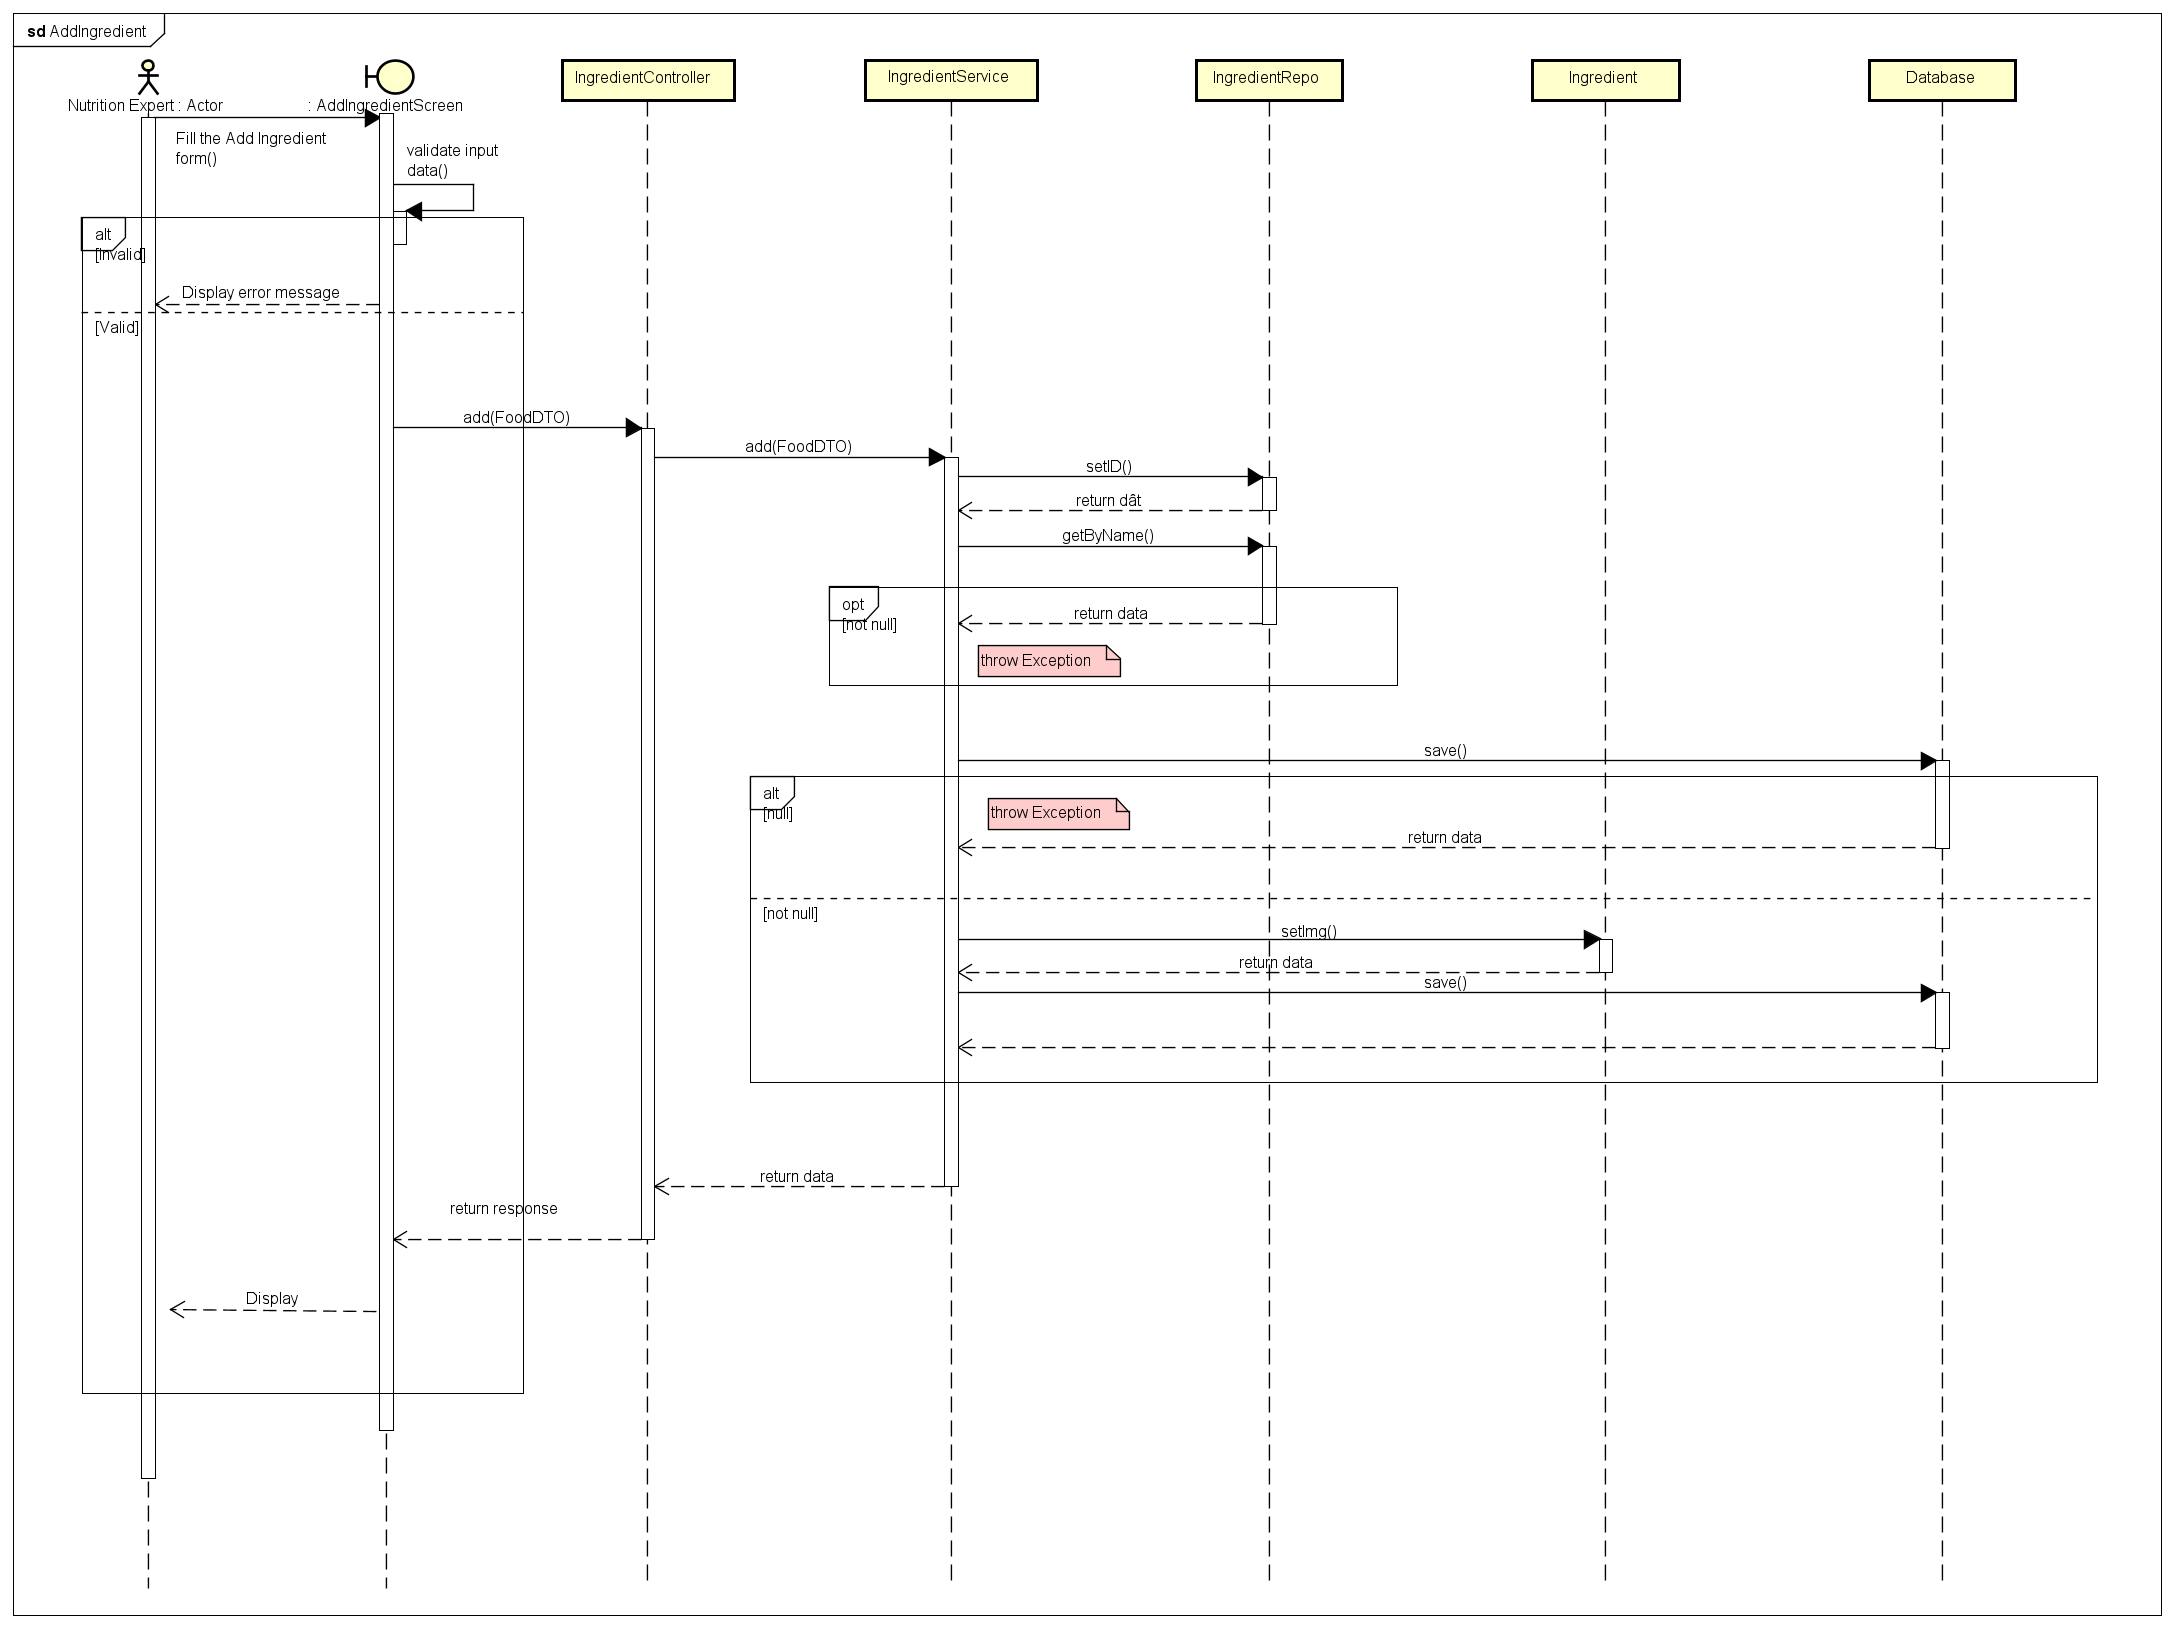 sd AddIngredient
Nutrition Expert : Actor
: AddIngredientScreen
IngredientController
IngredientService
IngredientRepo
Ingredient
Database
Fill the Add Ingredient
form()
validate input
data()
alt
[Invalid]
Display error message
[Valid]
add(FoodDTO)
add(FoodDTO)
setID()
return dât
getByName()
opt
[not null]
return data
throw Exception
save()
alt
[null]
throw Exception
return data
[not null]
setImg()
return data
save()
return data
return response
Display